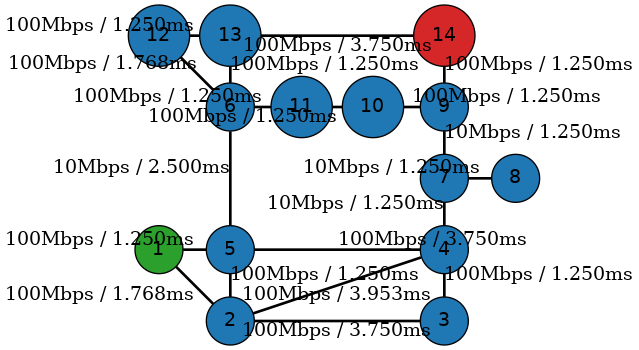 100Mbps / 1.250ms
12
13
14
100Mbps / 3.750ms
100Mbps / 1.768ms
100Mbps / 1.250ms
100Mbps / 1.250ms
100Mbps / 1.250ms
100Mbps / 1.250ms
6
11
10
9
100Mbps / 1.250ms
100Mbps / 1.250ms
10Mbps / 2.500ms
10Mbps / 1.250ms
7
8
10Mbps / 1.250ms
100Mbps / 1.250ms
1
5
100Mbps / 3.750ms
4
100Mbps / 1.250ms
100Mbps / 1.250ms
100Mbps / 1.768ms
100Mbps / 3.953ms
2
3
100Mbps / 3.750ms